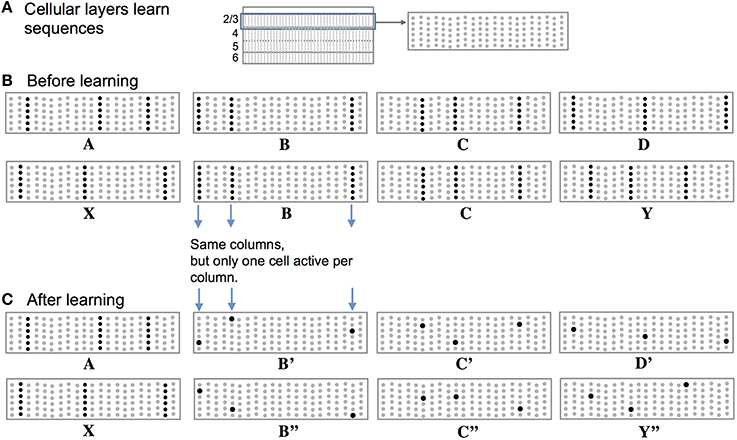 A Cellular layers learn
sequences
2/3
4
5
6
B Before learning
A B C D
X B C Y
Same columns,
but only one cell active per
column.
C After learning
A B’ C’ D’
X B’’ C’’ Y’’